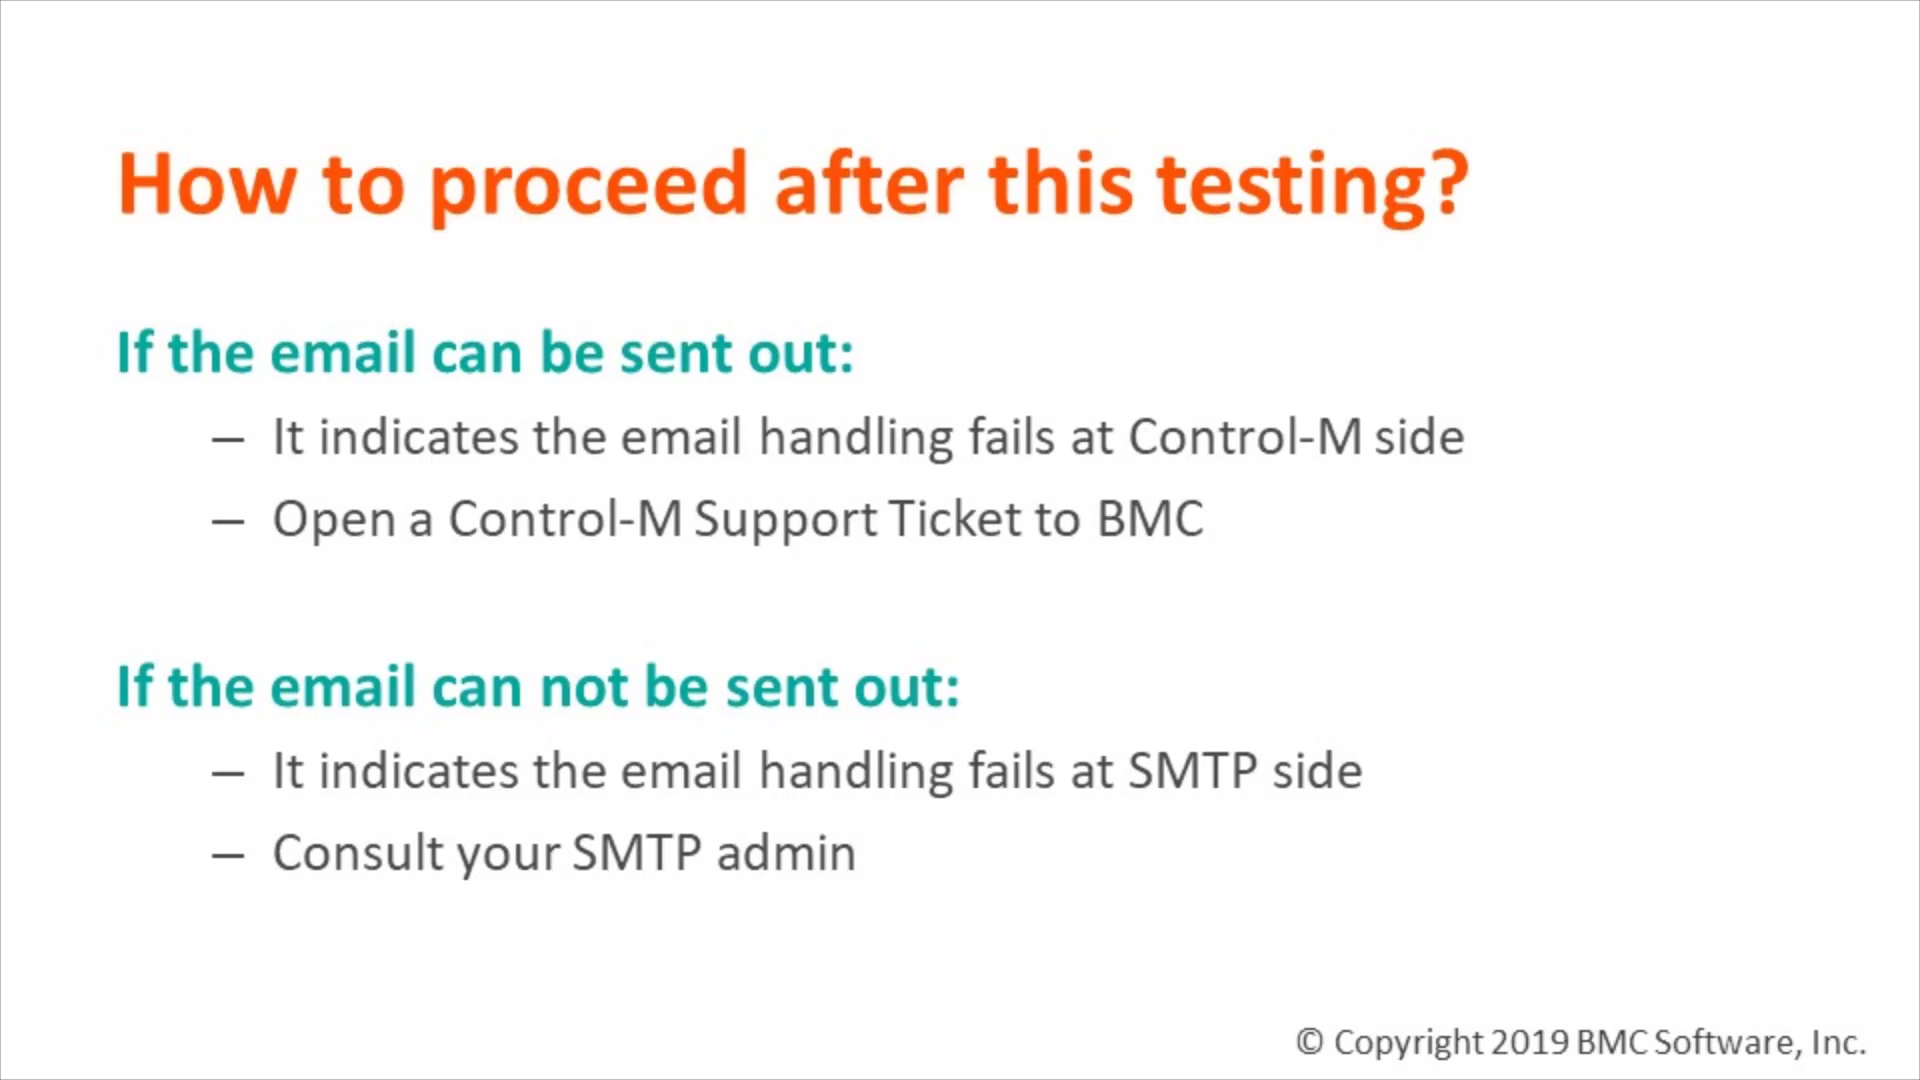 How to proceed after this testing?
If the email can be sent out:
– It indicates the email handling fails at Control-M side
– Open a Control-M Support Ticket to BMC
If the email can not be sent out:
– It indicates the email handling fails at SMTP side
– Consult your SMTP admin
© Copyright 2019 BMC Software, Inc.